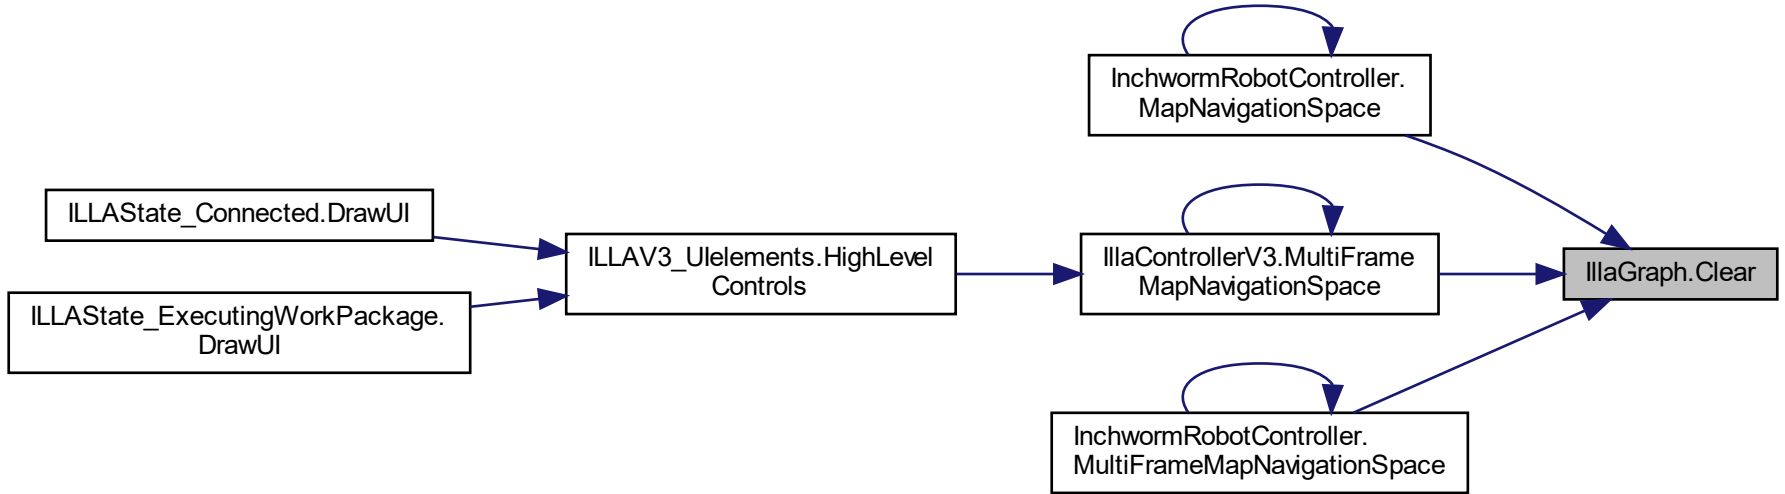 InchwormRobotController.
MapNavigationSpace
ILLAState_Connected.DrawUI
ILLAV3_UIelements.HighLevel
Controls
IllaControllerV3.MultiFrame
MapNavigationSpace
IllaGraph.Clear
ILLAState_ExecutingWorkPackage.
DrawUI
InchwormRobotController.
MultiFrameMapNavigationSpace